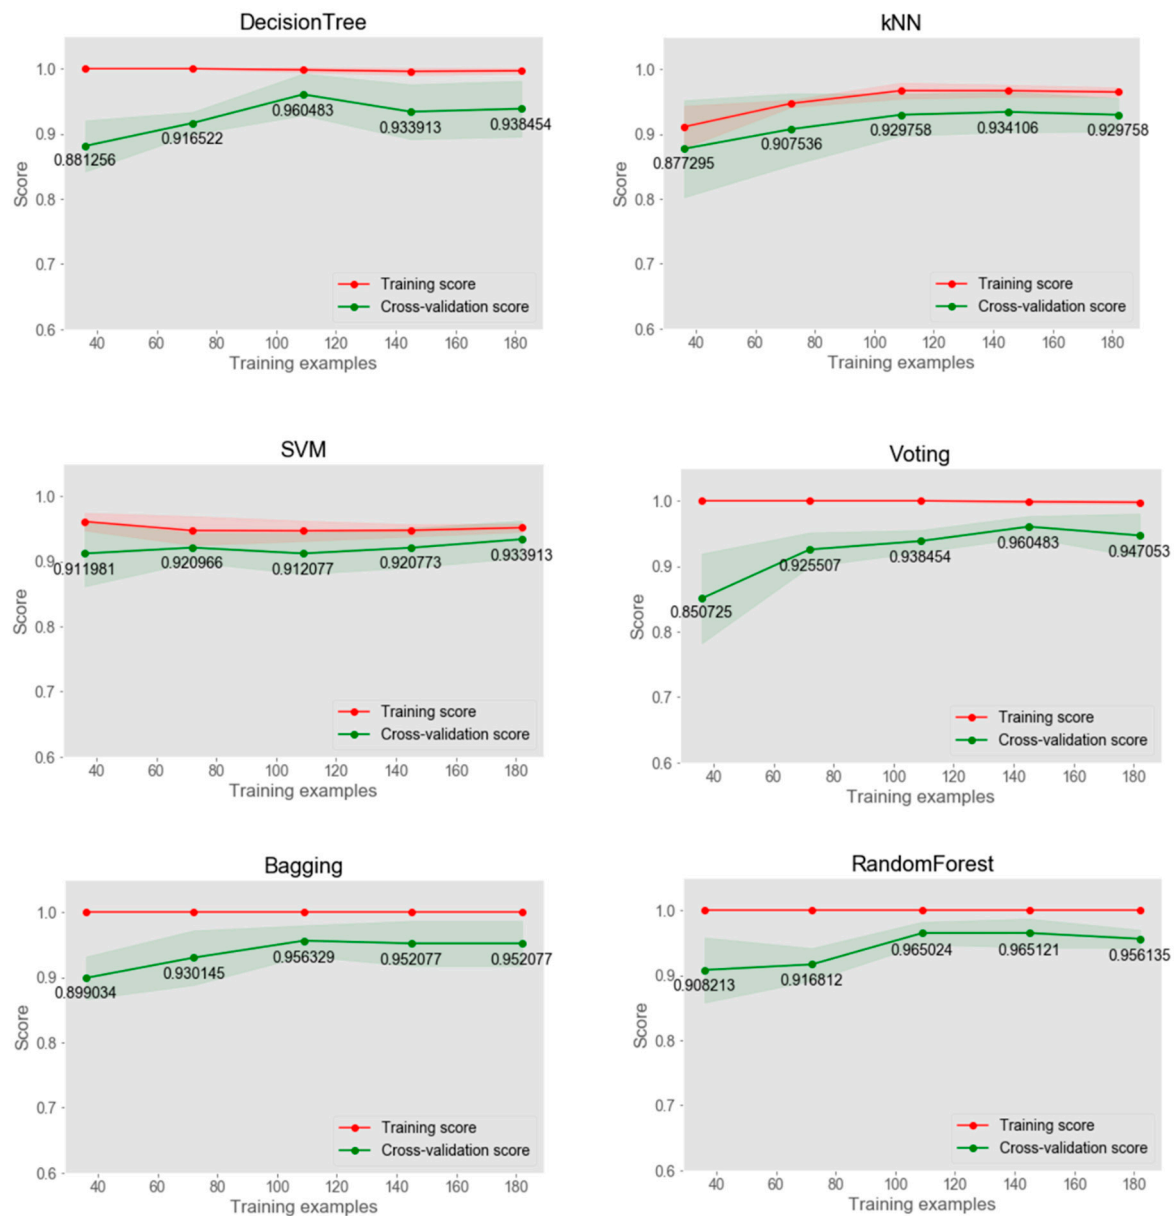 DecisionTree
1.0
0.9
0.8
0.7
0.6
Score
0.881256
0.916522
0.960483
0.933913
0.938454
Training score
Cross-validation score
40 60 80 100 120 140 160 180
Training examples
kNN
1.0
0.9
0.8
0.7
0.6
Score
0.877295
0.907536
0.929758
0.934106
0.929758
Training score
Cross-validation score
40 60 80 100 120 140 160 180
Training examples
SVM
1.0
0.9
0.8
0.7
0.6
Score
0.911981
0.920966
0.912077
0.920773
0.933913
Training score
Cross-validation score
40 60 80 100 120 140 160 180
Training examples
Voting
1.0
0.9
0.8
0.7
0.6
Score
0.850725
0.925507
0.938454
0.960483
0.947053
Training score
Cross-validation score
40 60 80 100 120 140 160 180
Training examples
Bagging
1.0
0.9
0.8
0.7
0.6
Score
0.899034
0.930145
0.956329
0.952077
0.952077
Training score
Cross-validation score
40 60 80 100 120 140 160 180
Training examples
RandomForest
1.0
0.9
0.8
0.7
0.6
Score
0.908213
0.916812
0.965024
0.965121
0.956135
Training score
Cross-validation score
40 60 80 100 120 140 160 180
Training examples